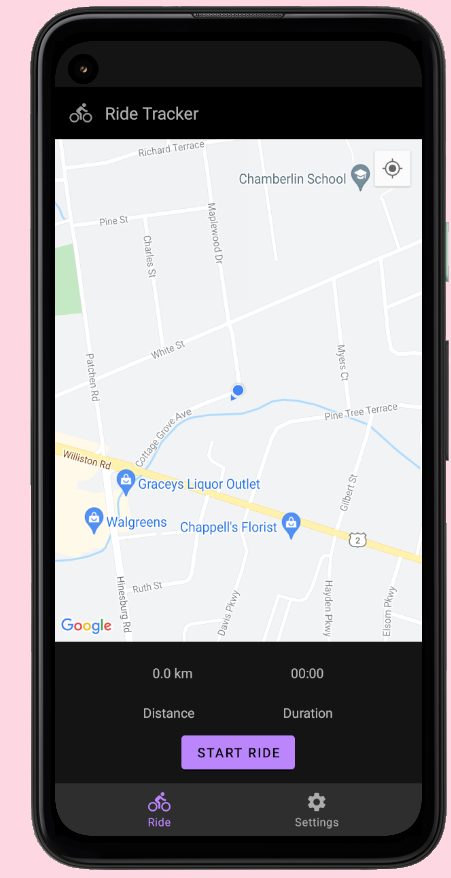 Ride Tracker
Richard Terrace
Chamberlin School
Pine St
Maplewood Dr
Charles St
White St
Myers Ct
Patchen Rd
Pine Tree Terrace
Cottage Grove Ave
Williston Rd
Graceys Liquor Outlet
Gilbert St
Walgreens
Chappell's Florist
2
Hinesburg Rd
Ruth St
Davis Pkwy
Hayden Pkwy
Elsom Pkwy
Google
0.0 km
00:00
Distance
Duration
START RIDE
Ride
Settings